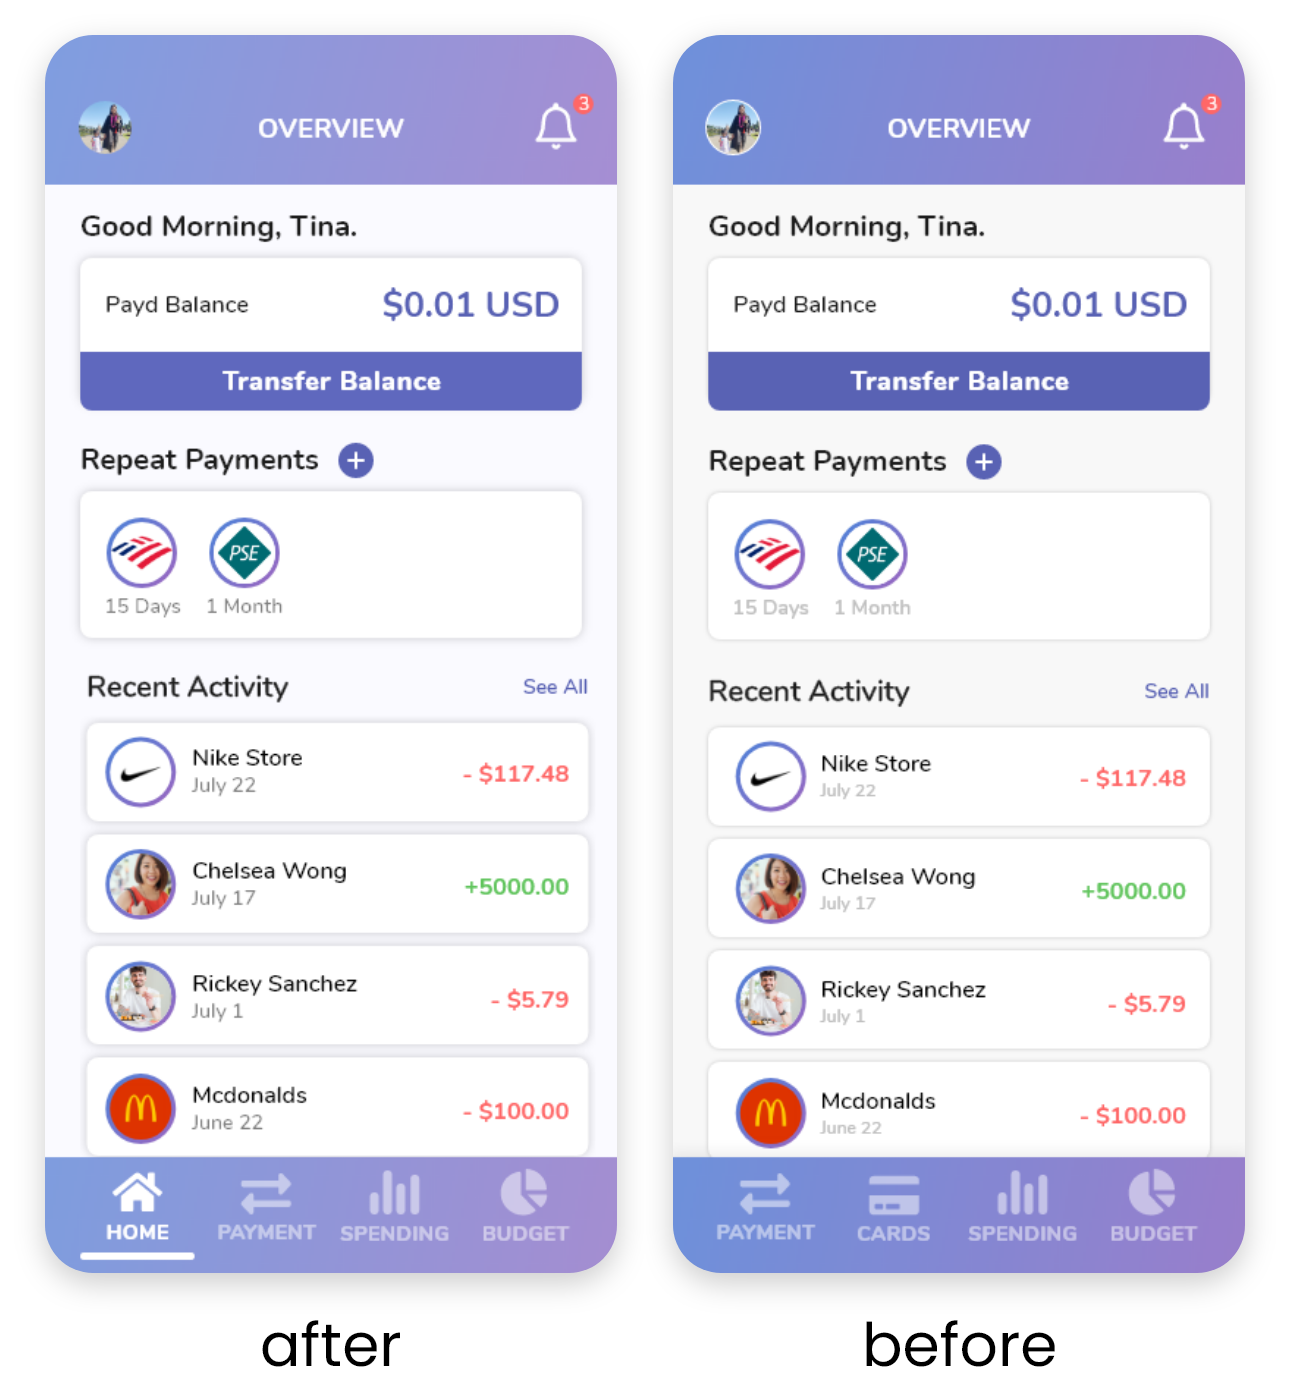 OVERVIEW
3
Good Morning, Tina.
Payd Balance
$0.01 USD
Transfer Balance
Repeat Payments
+
PSE
15 Days
1 Month
Recent Activity
See All
Nike Store
July 22
- $117.48
Chelsea Wong
July 17
+5000.00
Rickey Sanchez
July 1
- $5.79
Mcdonalds
June 22
- $100.00
HOME
PAYMENT
SPENDING
BUDGET
after
OVERVIEW
3
Good Morning, Tina.
Payd Balance
$0.01 USD
Transfer Balance
Repeat Payments
+
PSE
15 Days
1 Month
Recent Activity
See All
Nike Store
July 22
- $117.48
Chelsea Wong
July 17
+5000.00
Rickey Sanchez
July 1
- $5.79
Mcdonalds
June 22
- $100.00
PAYMENT
CARDS
SPENDING
BUDGET
before